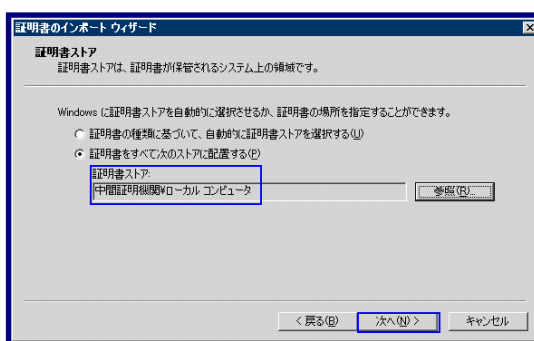 証明書のインポート ウィザード
証明書ストア
証明書ストアは、証明書が保管されるシステム上の領域です。
Windows に証明書ストアを自動的に選択させるか、証明書の場所を指定することができます。
証明書の種類に基づいて、自動的に証明書ストアを選択する(U)
証明書をすべて次のストアに配置する(P)
証明書ストア:
中間証明機関¥ローカル コンピュータ
参照(R)...
< 戻る(B)
次へ(N) >
キャンセル